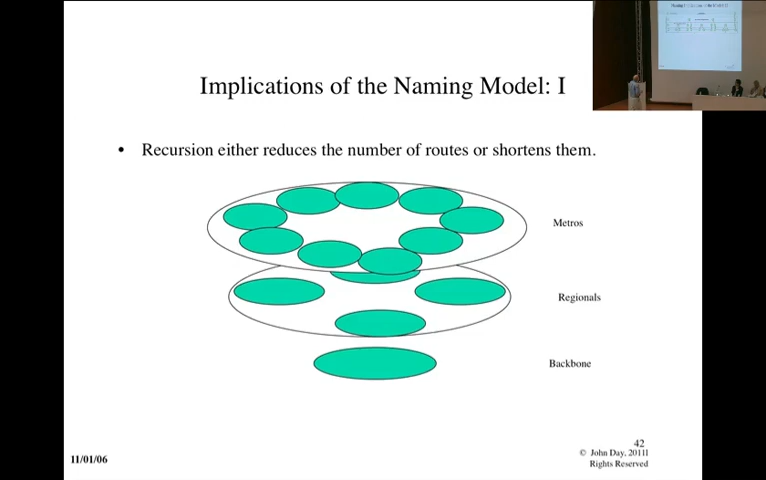 Implications of the Naming Model: I
• Recursion either reduces the number of routes or shortens them.
Metros
Regionals
Backbone
42
© John Day, 2011
Rights Reserved
11/01/06